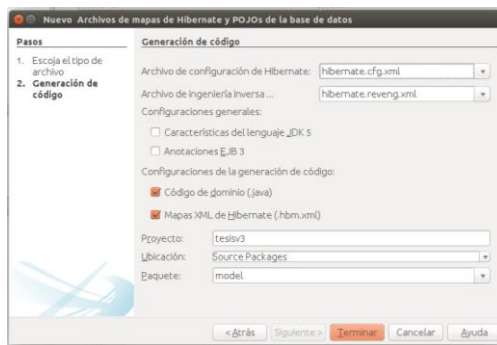 Nuevo Archivos de mapas de Hibernate y POJOs de la base de datos
Pasos
1. Escoja el tipo de
archivo
2. Generación de
código
Generación de código
Archivo de configuración de Hibernate: hibernate.cfg.xml
Archivo de ingeniería inversa ... hibernate.reveng.xml
Configuraciones generales:
Características del lenguaje JDK 5
Anotaciones EJB 3
Configuraciones de la generación de código:
Código de dominio (.java)
Mapas XML de Hibernate (.hbm.xml)
Proyecto: tesisv3
Ubicación: Source Packages
Paquete: model
< Atrás Siguiente > Terminar Cancelar Ayuda